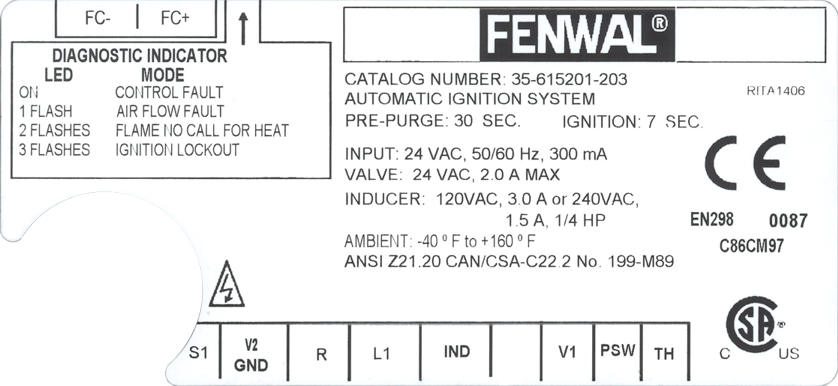 FC- FC+
DIAGNOSTIC INDICATOR
LED MODE
ON CONTROL FAULT
1 FLASH AIR FLOW FAULT
2 FLASHES FLAME NO CALL FOR HEAT
3 FLASHES IGNITION LOCKOUT
FENWAL®
CATALOG NUMBER: 35-615201-203
AUTOMATIC IGNITION SYSTEM
RITA1406
PRE-PURGE: 30 SEC. IGNITION: 7 SEC.
INPUT: 24 VAC, 50/60 Hz, 300 mA
VALVE: 24 VAC, 2.0 A MAX
INDUCER: 120VAC, 3.0 A or 240VAC,
1.5 A, 1/4 HP
AMBIENT: -40 º F to +160 º F
ANSI Z21.20 CAN/CSA-C22.2 No. 199-M89
CE
EN298 0087
C86CM97
C SA ® US
S1 V2 GND R L1 IND V1 PSW TH